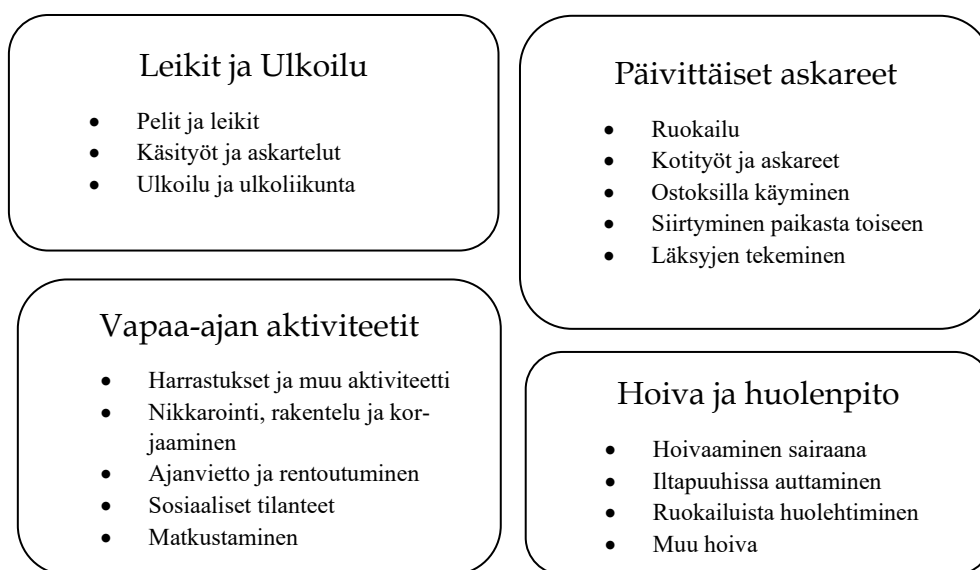 Leikit ja Ulkoilu
• Pelit ja leikit
• Käsityöt ja askartelut
• Ulkoilu ja ulkoliikunta
Päivittäiset askareet
• Ruokailu
• Kotityöt ja askareet
• Ostoksilla käyminen
• Siirtyminen paikasta toiseen
• Läksyjen tekeminen
Vapaa-ajan aktiviteetit
• Harrastukset ja muu aktiviteetti
• Nikkarointi, rakentelu ja kor-
jaaminen
• Ajanvietto ja rentoutuminen
• Sosiaaliset tilanteet
• Matkustaminen
Hoiva ja huolenpito
• Hoivaaminen sairaana
• Iltapuuhissa auttaminen
• Ruokailuista huolehtiminen
• Muu hoiva